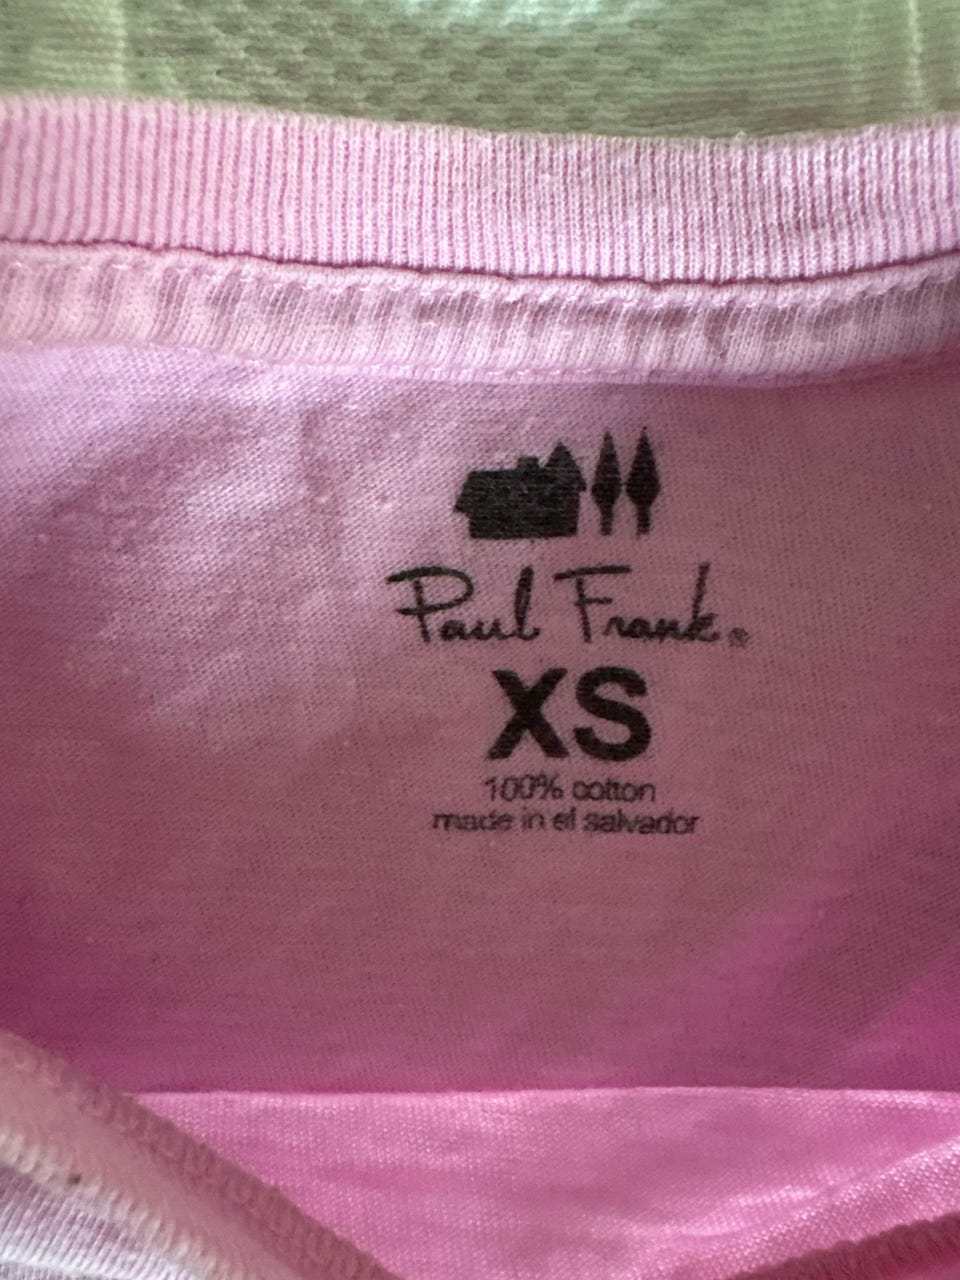 Paul Frank®
XS
100% cotton
made in el salvador